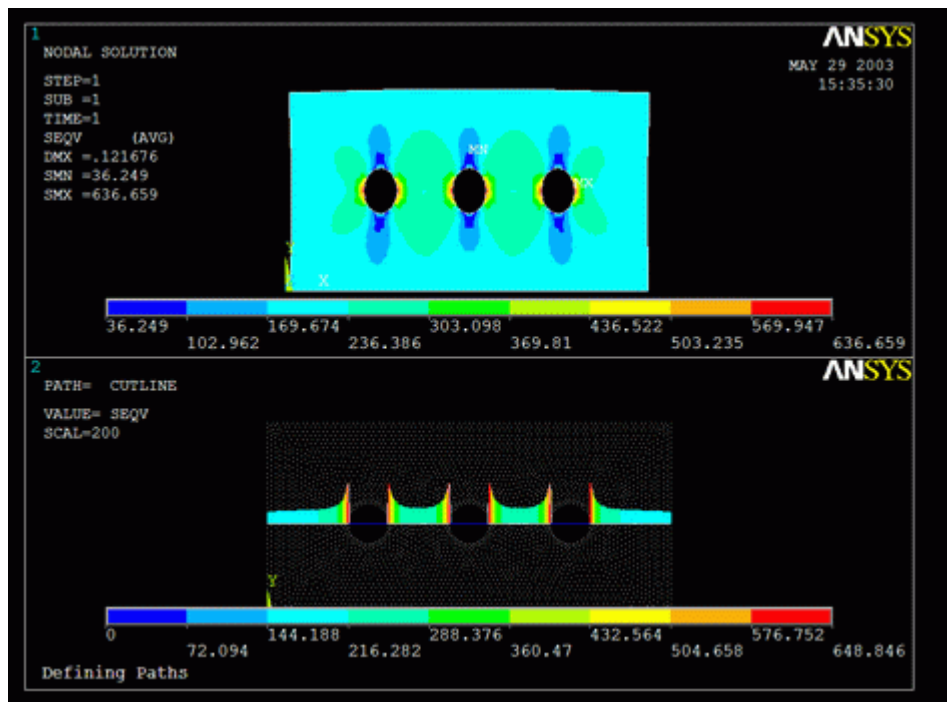 1
ANSYS
NODAL SOLUTION
MAY 29 2003
15:35:30
STEP=1
SUB =1
TIME=1
SEQV (AVG)
DMX =.121676
SMN =36.249
SMX =636.659
MN
MX
Y
X
36.249 169.674 303.098 436.522 569.947
102.962 236.386 369.81 503.235 636.659
2
ANSYS
PATH= CUTLINE
VALUE= SEQV
SCAL=200
Y
0 144.188 288.376 432.564 576.752
72.094 216.282 360.47 504.658 648.846
Defining Paths